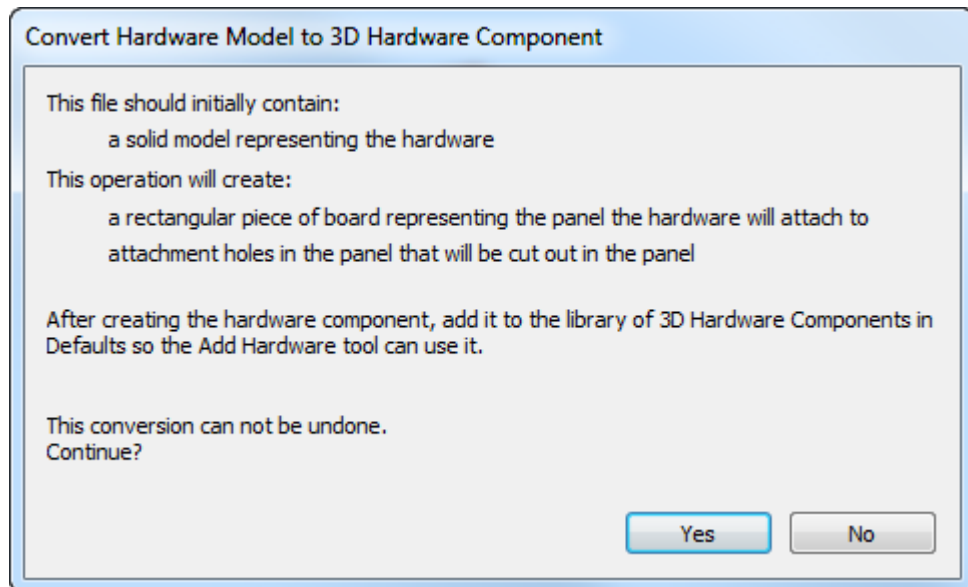 Convert Hardware Model to 3D Hardware Component
This file should initially contain:
a solid model representing the hardware
This operation will create:
a rectangular piece of board representing the panel the hardware will attach to
attachment holes in the panel that will be cut out in the panel
After creating the hardware component, add it to the library of 3D Hardware Components in
Defaults so the Add Hardware tool can use it.
This conversion can not be undone.
Continue?
Yes No